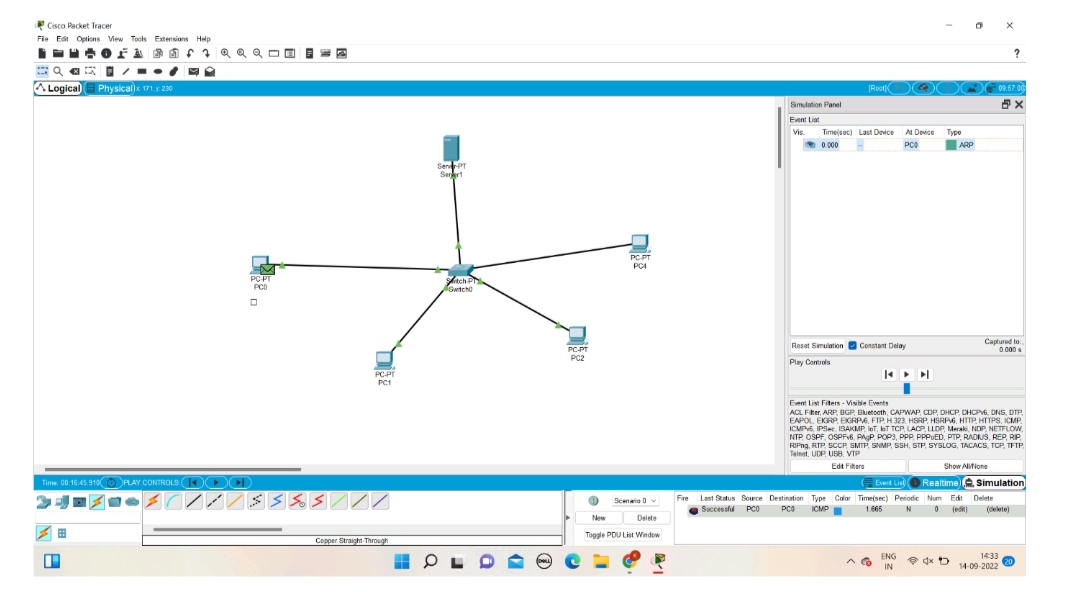 Cisco Packet Tracer
File Edit Options View Tools Extensions Help
?
Logical Physical x: 171, y: 230
[Root] 09:57:00
Simulation Panel
Event List
Vis. Time(sec) Last Device At Device Type
0.000 -- PC0 ARP
Server-PT
Server1
PC-PT
PC4
PC-PT
PC0
Switch-PT
Switch0
PC-PT
PC2
PC-PT
PC1
Reset Simulation Constant Delay Captured to:
0.000 s
Play Controls
Event List Filters - Visible Events
ACL Filter, ARP, BGP, Bluetooth, CAPWAP, CDP, DHCP, DHCPv6, DNS, DTP,
EAPOL, EIGRP, EIGRPv6, FTP, H.323, HSRP, HSRPv6, HTTP, HTTPS, ICMP,
ICMPv6, IPSec, ISAKMP, IoT, IoT TCP, LACP, LLDP, Meraki, NDP, NETFLOW,
NTP, OSPF, OSPFv6, PAgP, POP3, PPP, PPPoED, PTP, RADIUS, REP, RIP,
RIPng, RTP, SCCP, SMTP, SNMP, SSH, STP, SYSLOG, TACACS, TCP, TFTP,
Telnet, UDP, USB, VTP
Edit Filters Show All/None
Time: 00:16:45.910 PLAY CONTROLS: Event List Realtime Simulation
Scenario 0
New Delete
Toggle PDU List Window
Fire Last Status Source Destination Type Color Time(sec) Periodic Num Edit Delete
Successful PC0 PC0 ICMP 1.665 N 0 (edit) (delete)
Copper Straight-Through
DELL
ENG
IN
14:33
14-09-2022
20